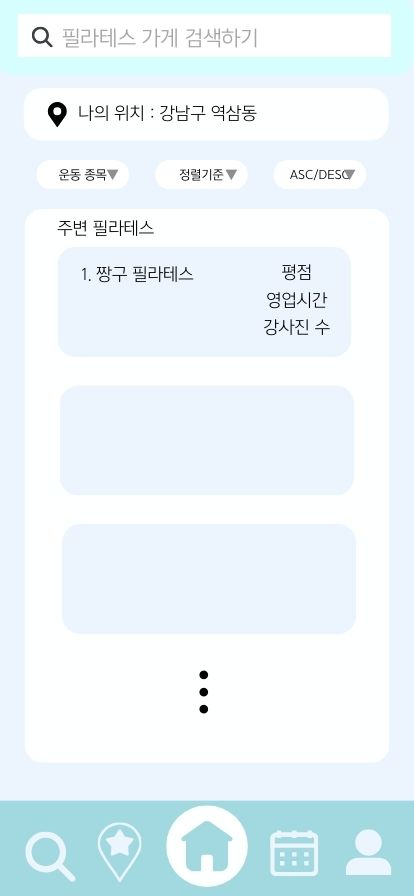 필라테스 가게 검색하기
나의 위치 : 강남구 역삼동
운동 종목▼ 정렬기준▼ ASC/DESC▼
주변 필라테스
1. 짱구 필라테스
평점
영업시간
강사진 수